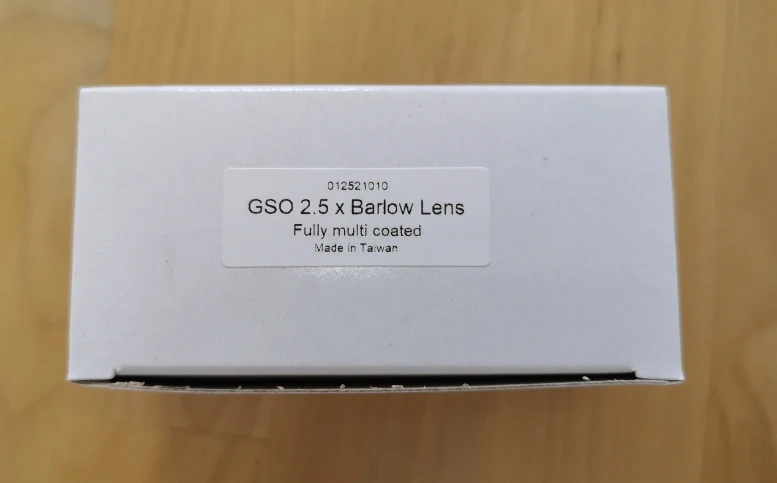 012521010
GSO 2.5 x Barlow Lens
Fully multi coated
Made in Taiwan